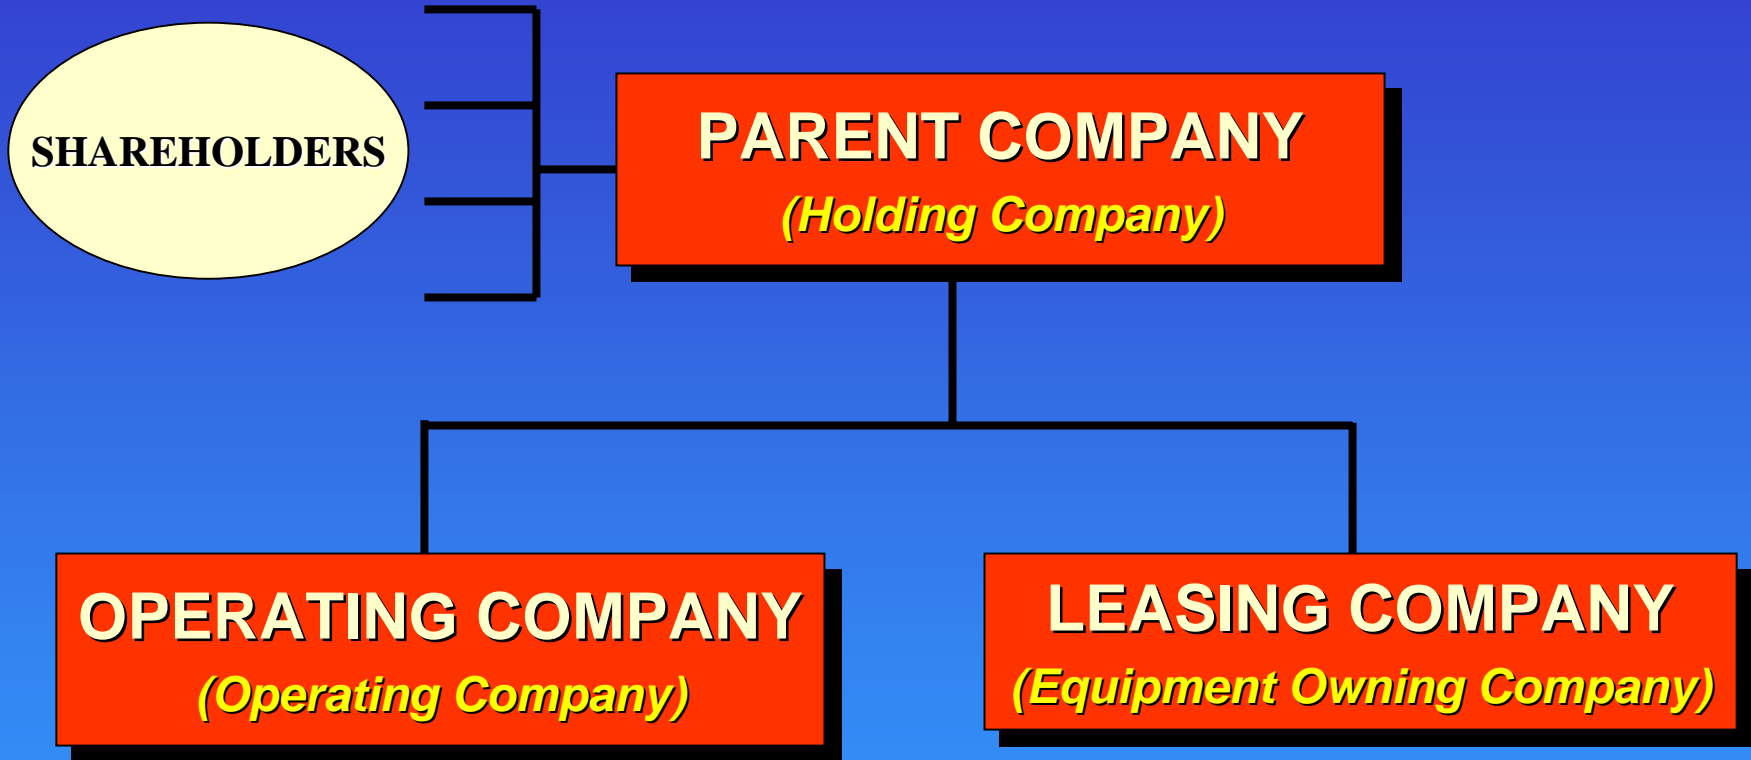 SHAREHOLDERS
PARENT COMPANY
(Holding Company)
OPERATING COMPANY
(Operating Company)
LEASING COMPANY
(Equipment Owning Company)